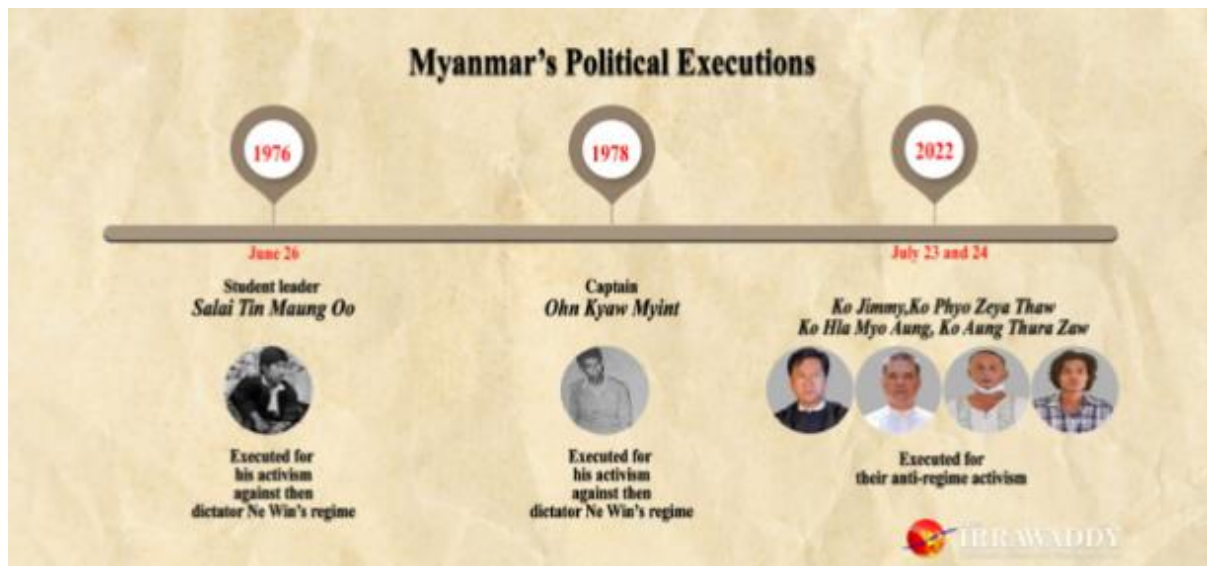 Myanmar's Political Executions
1976
1978
2022
June 26
July 23 and 24
Student leader
Salai Tin Maung Oo
Captain
Ohn Kyaw Myint
Ko Jimmy,Ko Phyo Zeya Thaw
Ko Hla Myo Aung, Ko Aung Thura Zaw
Executed for
his activism
against then
dictator Ne Win's regime
Executed for
his activism
against then
dictator Ne Win's regime
Executed for
their anti-regime activism
IRRAWADDY